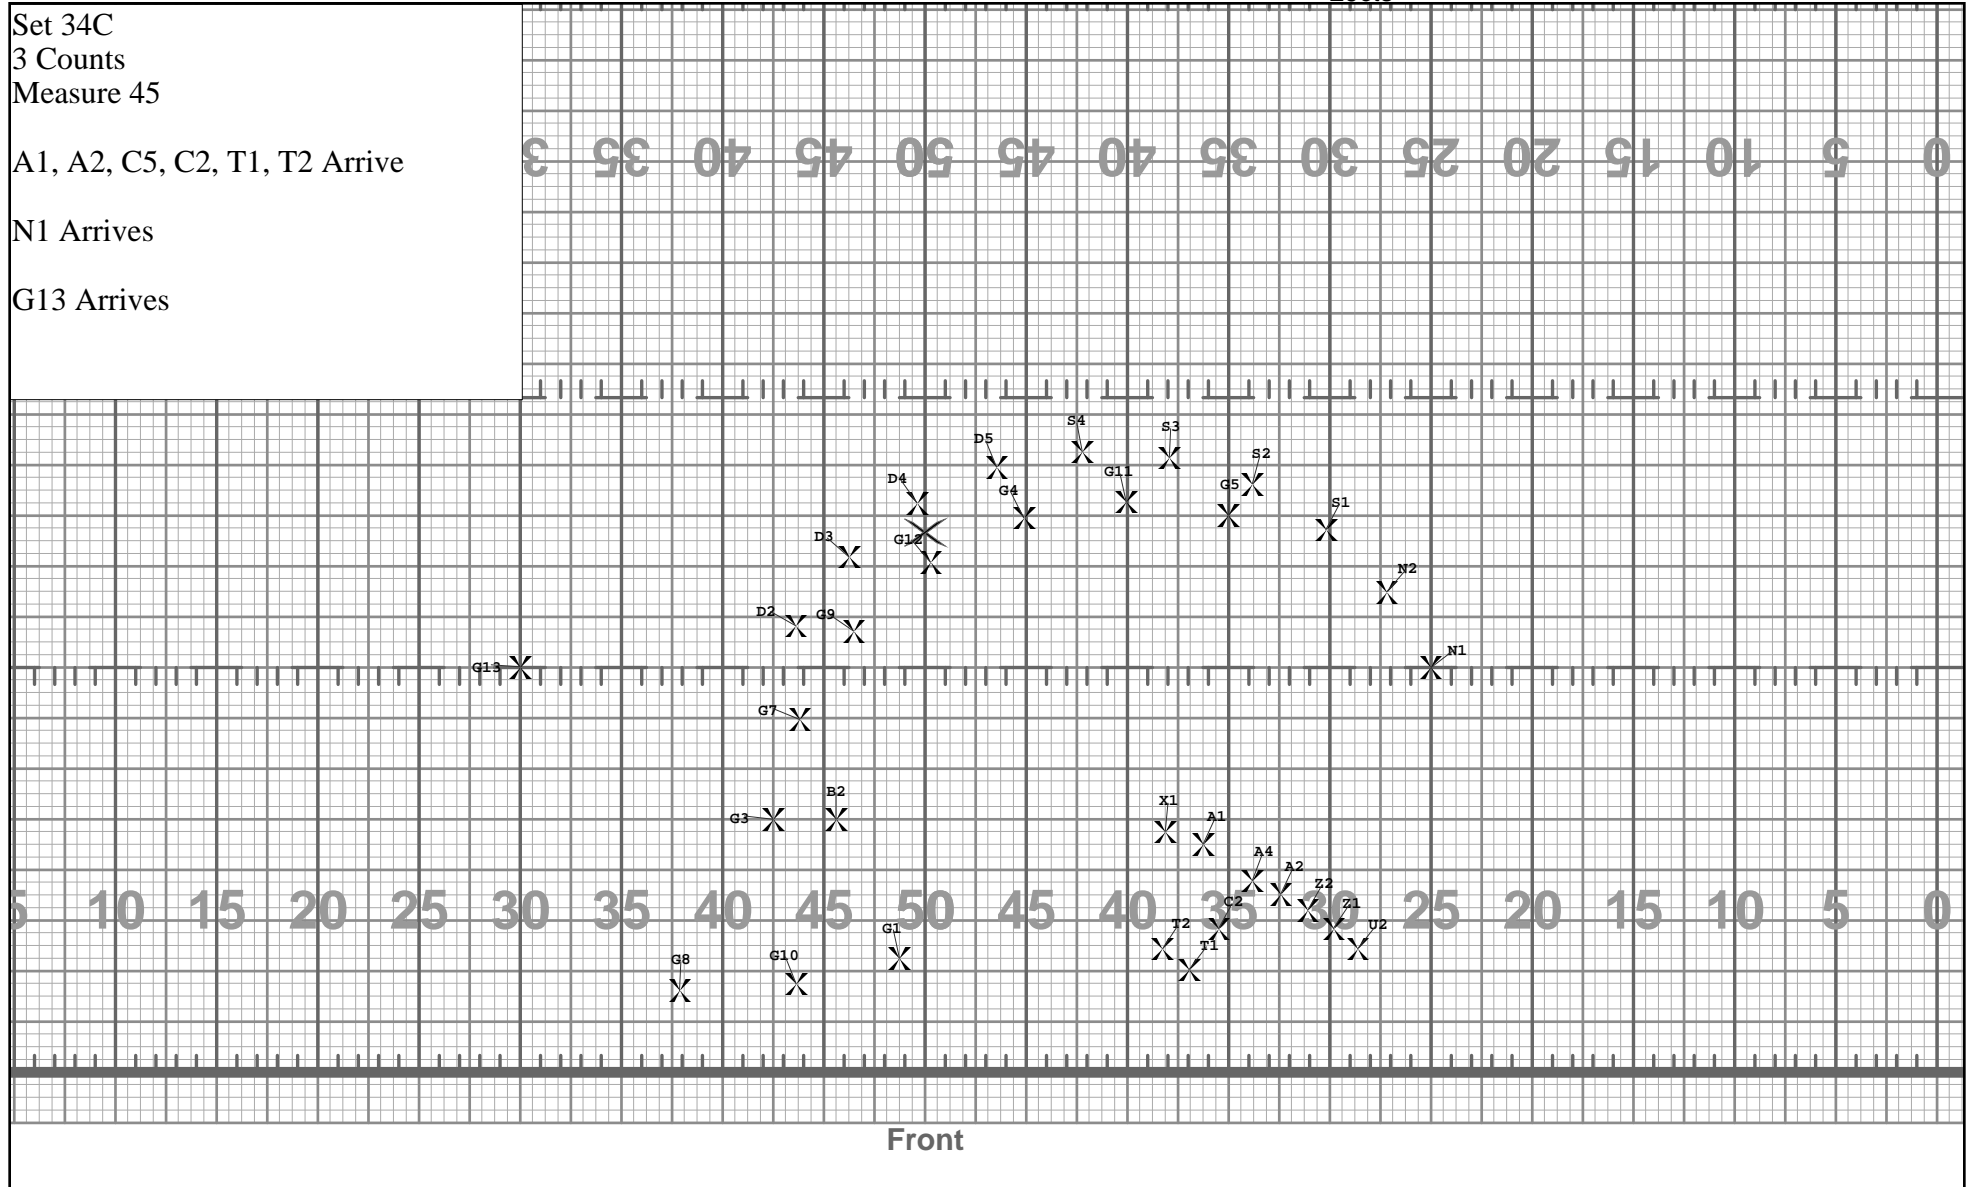 Set 34C
3 Counts
Measure 45
A1, A2, C5, C2, T1, T2 Arrive
N1 Arrives
G13 Arrives
3 35 40 45 50 45 40 35 30 25 20 15 10 5 0
S4
S3
D5
S2
G11
D4
G5
G4
S1
D3
G12
N2
D2
G9
N1
G13
G7
B2
X1
G3
A1
A4
A2
Z2
C2
Z1
5 10 15 20 25 30 35 40 45 50 45 40 35 30 25 20 15 10 5 0
T2
U2
G1
T1
G10
G8
Front